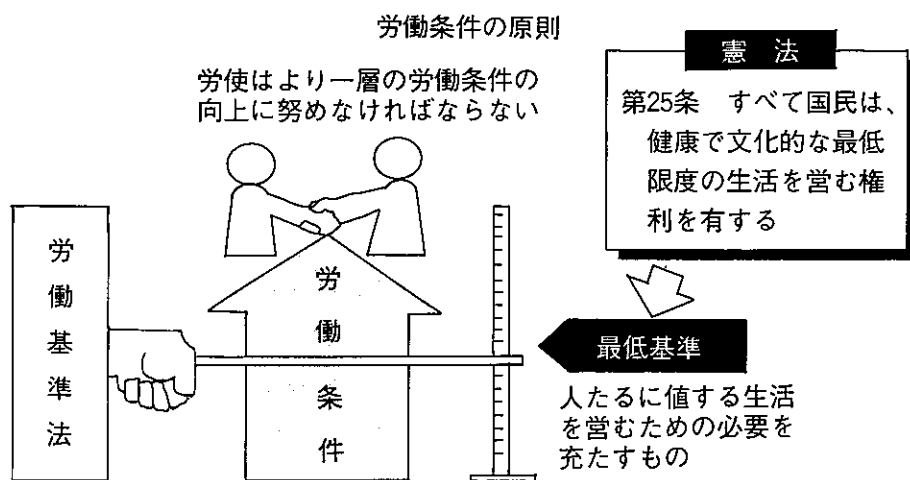 労働条件の原則
労使はより一層の労働条件の
向上に努めなければならない
憲法
第25条　すべて国民は、
健康で文化的な最低
限度の生活を営む権
利を有する
労働基準法
労働条件
最低基準
人たるに値する生活
を営むための必要を
充たすもの